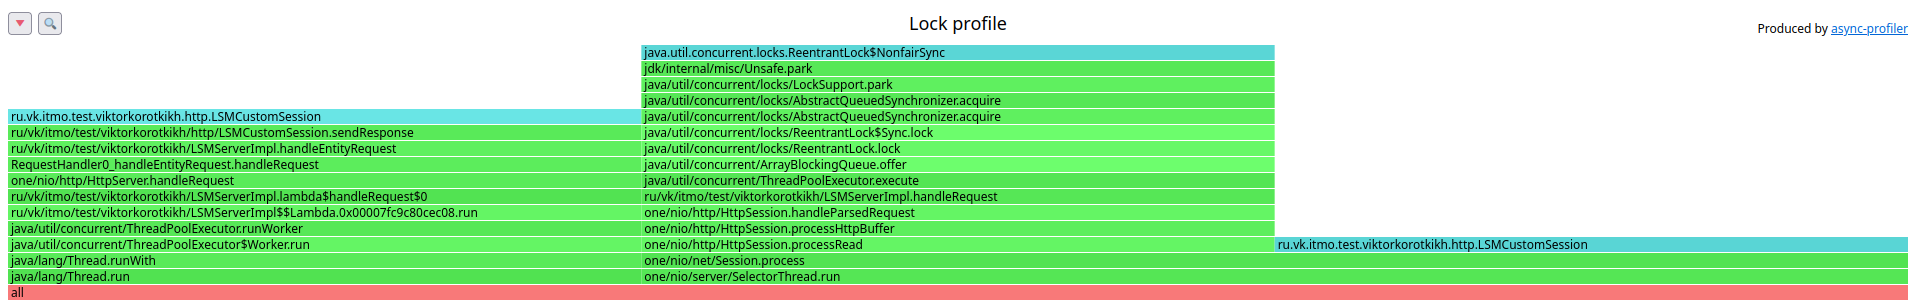 🔍
Lock profile
Produced by async-profiler
java.util.concurrent.locks.ReentrantLock$NonfairSync
jdk/internal/misc/Unsafe.park
java/util/concurrent/locks/LockSupport.park
java/util/concurrent/locks/AbstractQueuedSynchronizer.acquire
ru.vk.itmo.test.viktorkorotkikh.http.LSMCustomSession
java/util/concurrent/locks/AbstractQueuedSynchronizer.acquire
ru/vk/itmo/test/viktorkorotkikh/http/LSMCustomSession.sendResponse
java/util/concurrent/locks/ReentrantLock$Sync.lock
ru/vk/itmo/test/viktorkorotkikh/LSMServerImpl.handleEntityRequest
java/util/concurrent/locks/ReentrantLock.lock
RequestHandler0_handleEntityRequest.handleRequest
java/util/concurrent/ArrayBlockingQueue.offer
one/nio/http/HttpServer.handleRequest
java/util/concurrent/ThreadPoolExecutor.execute
ru/vk/itmo/test/viktorkorotkikh/LSMServerImpl.lambda$handleRequest$0
ru/vk/itmo/test/viktorkorotkikh/LSMServerImpl.handleRequest
ru/vk/itmo/test/viktorkorotkikh/LSMServerImpl$$Lambda.0x00007fc9c80cec08.run
one/nio/http/HttpSession.handleParsedRequest
java/util/concurrent/ThreadPoolExecutor.runWorker
one/nio/http/HttpSession.processHttpBuffer
java/util/concurrent/ThreadPoolExecutor$Worker.run
one/nio/http/HttpSession.processRead
ru.vk.itmo.test.viktorkorotkikh.http.LSMCustomSession
java/lang/Thread.runWith
one/nio/net/Session.process
java/lang/Thread.run
one/nio/server/SelectorThread.run
all